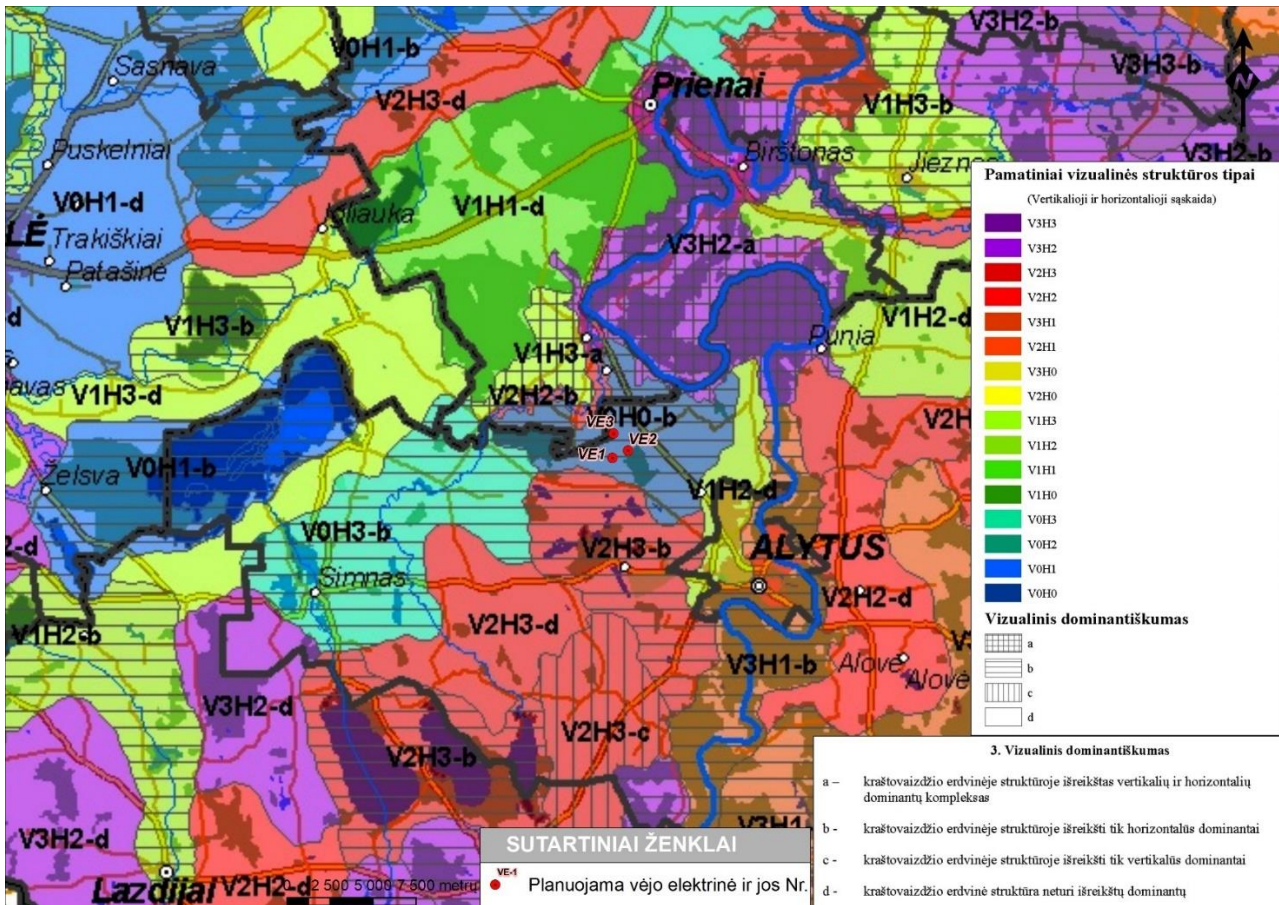 V3H2-b
V0H1-b
Sasnava
V3H3-b
V2H3-d
Prienai
N
V1H3-b
Puskelniai
Birštonas
V3H2-b
V0H1-d
V1H1-d
LĖ
Trakiškiai
V3H2-a
Patašinė
d
V1H3-b
Punia
V1H2-d
V1H3-a
V1H3-d
V2H2-b
VE3
VE2
VE1
V0H1-b
Želsva
V1H2-d
V0H3-b
V2H3-b
ALYTUS
Simnas
V2H2-d
V1H2-b
V2H3-d
V3H1-b
Alovė
Alovė
V3H2-d
V2H3-b
V2H3-c
V3H2-d
V3H1
Lazdijai
V2H2-d
Pamatiniai vizualinės struktūros tipai
(Vertikalioji ir horizontalioji sąskaida)
V3H3
V3H2
V2H3
V2H2
V3H1
V2H1
V3H0
V2H0
V1H3
V1H2
V1H1
V1H0
V0H3
V0H2
V0H1
V0H0
Vizualinis dominantiškumas
a
b
c
d
3. Vizualinis dominantiškumas
a – kraštovaizdžio erdvinėje struktūroje išreikštas vertikalių ir horizontalių
dominantų kompleksas
b - kraštovaizdžio erdvinėje struktūroje išreikšti tik horizontalūs dominantai
c - kraštovaizdžio erdvinėje struktūroje išreikšti tik vertikalūs dominantai
d - kraštovaizdžio erdvinė struktūra neturi išreikštų dominantų
SUTARTINIAI ŽENKLAI
VE-1
Planuojama vėjo elektrinė ir jos Nr.
0 2 500 5 000 7 500 metrų